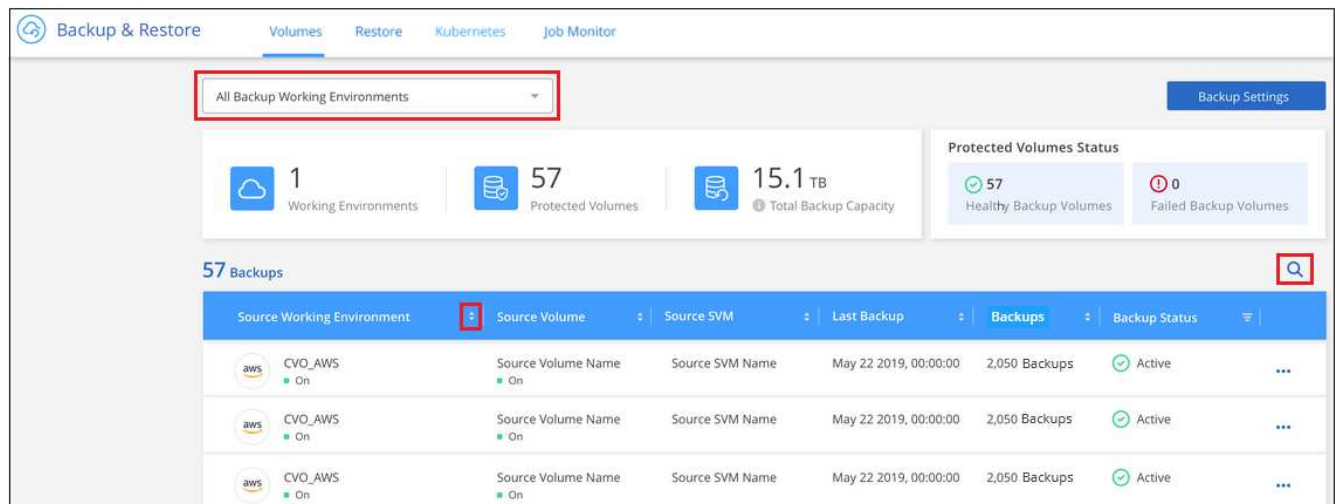 Backup & Restore Volumes Restore Kubernetes Job Monitor
All Backup Working Environments Backup Settings
Protected Volumes Status
1 57 15.1 TB 57 0
Working Environments Protected Volumes Total Backup Capacity Healthy Backup Volumes Failed Backup Volumes
57 Backups
Source Working Environment Source Volume Source SVM Last Backup Backups Backup Status
aws CVO_AWS Source Volume Name Source SVM Name May 22 2019, 00:00:00 2,050 Backups Active
On On
aws CVO_AWS Source Volume Name Source SVM Name May 22 2019, 00:00:00 2,050 Backups Active
On On
aws CVO_AWS Source Volume Name Source SVM Name May 22 2019, 00:00:00 2,050 Backups Active
On On